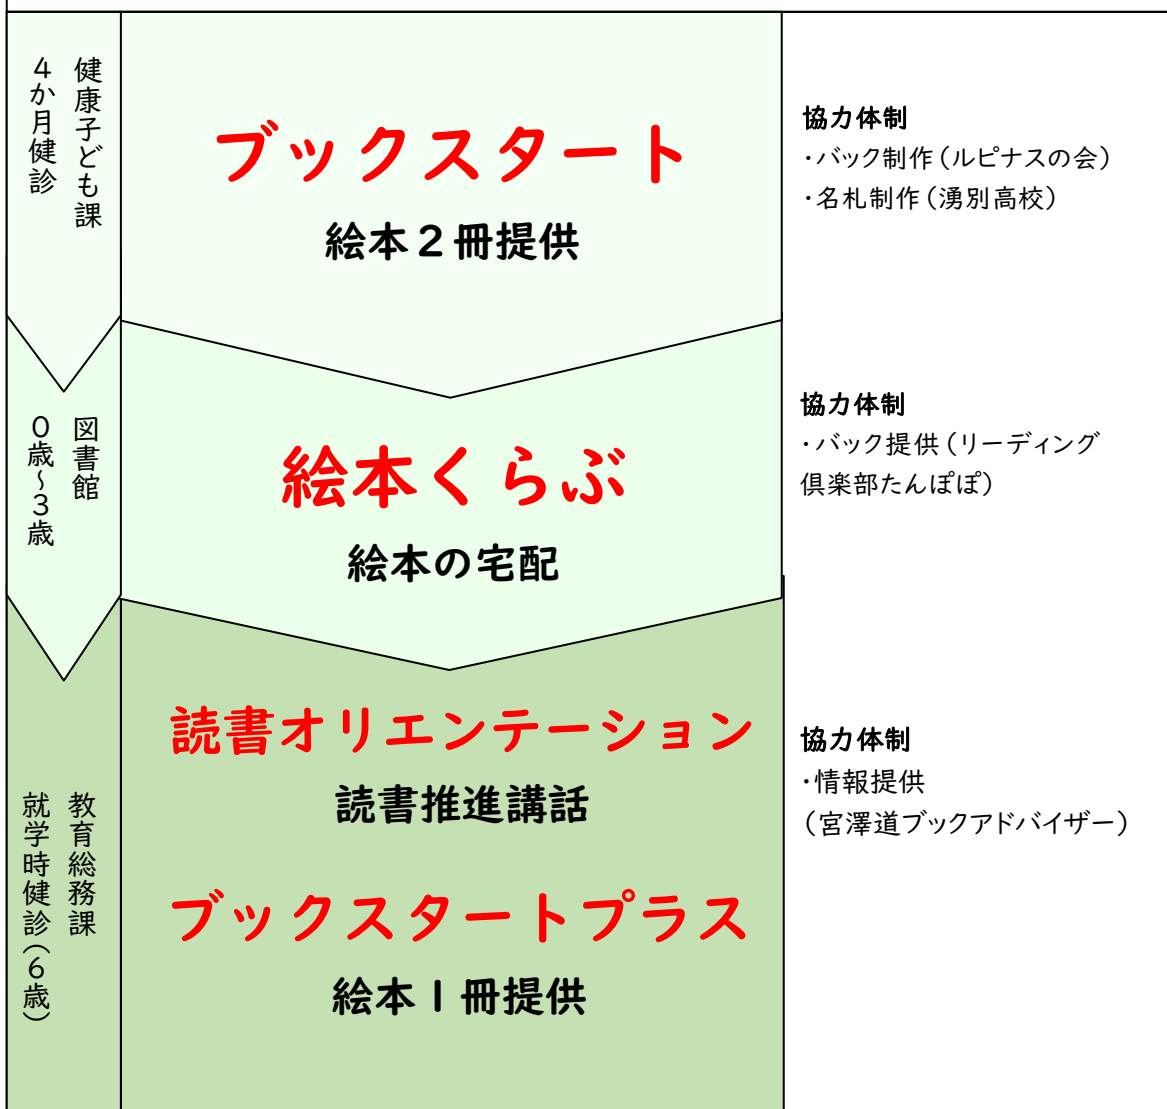 健康子ども課
4か月健診
ブックスタート
絵本2冊提供
協力体制
・バック制作(ルピナスの会)
・名札制作(湧別高校)
図書館
0歳~3歳
絵本くらぶ
絵本の宅配
協力体制
・バック提供(リーディング
倶楽部たんぽぽ)
教育総務課
就学時健診(6歳)
読書オリエンテーション
読書推進講話
ブックスタートプラス
絵本1冊提供
協力体制
・情報提供
(宮澤道ブックアドバイザー)